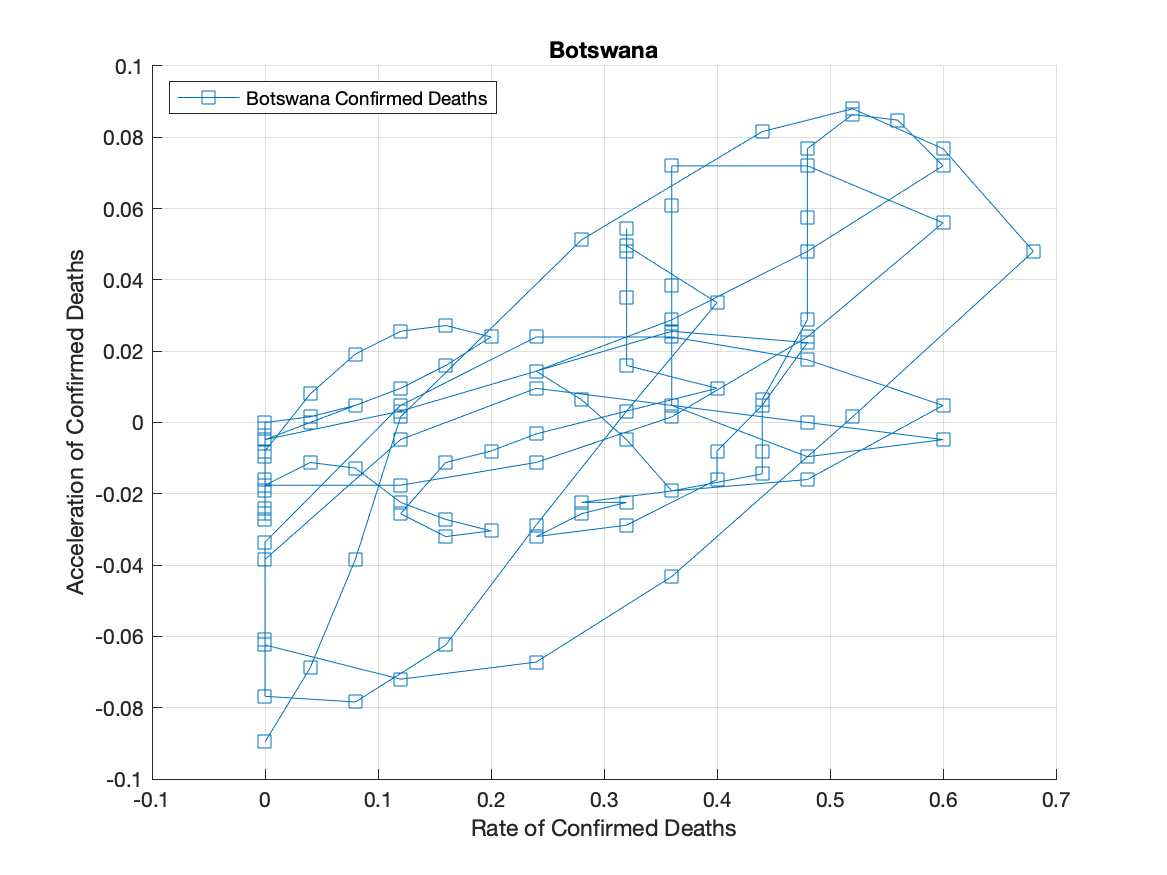 Botswana
Botswana Confirmed Deaths
0.1
0.08
0.06
0.04
0.02
0
-0.02
-0.04
-0.06
-0.08
-0.1
Acceleration of Confirmed Deaths
-0.1 0 0.1 0.2 0.3 0.4 0.5 0.6 0.7
Rate of Confirmed Deaths